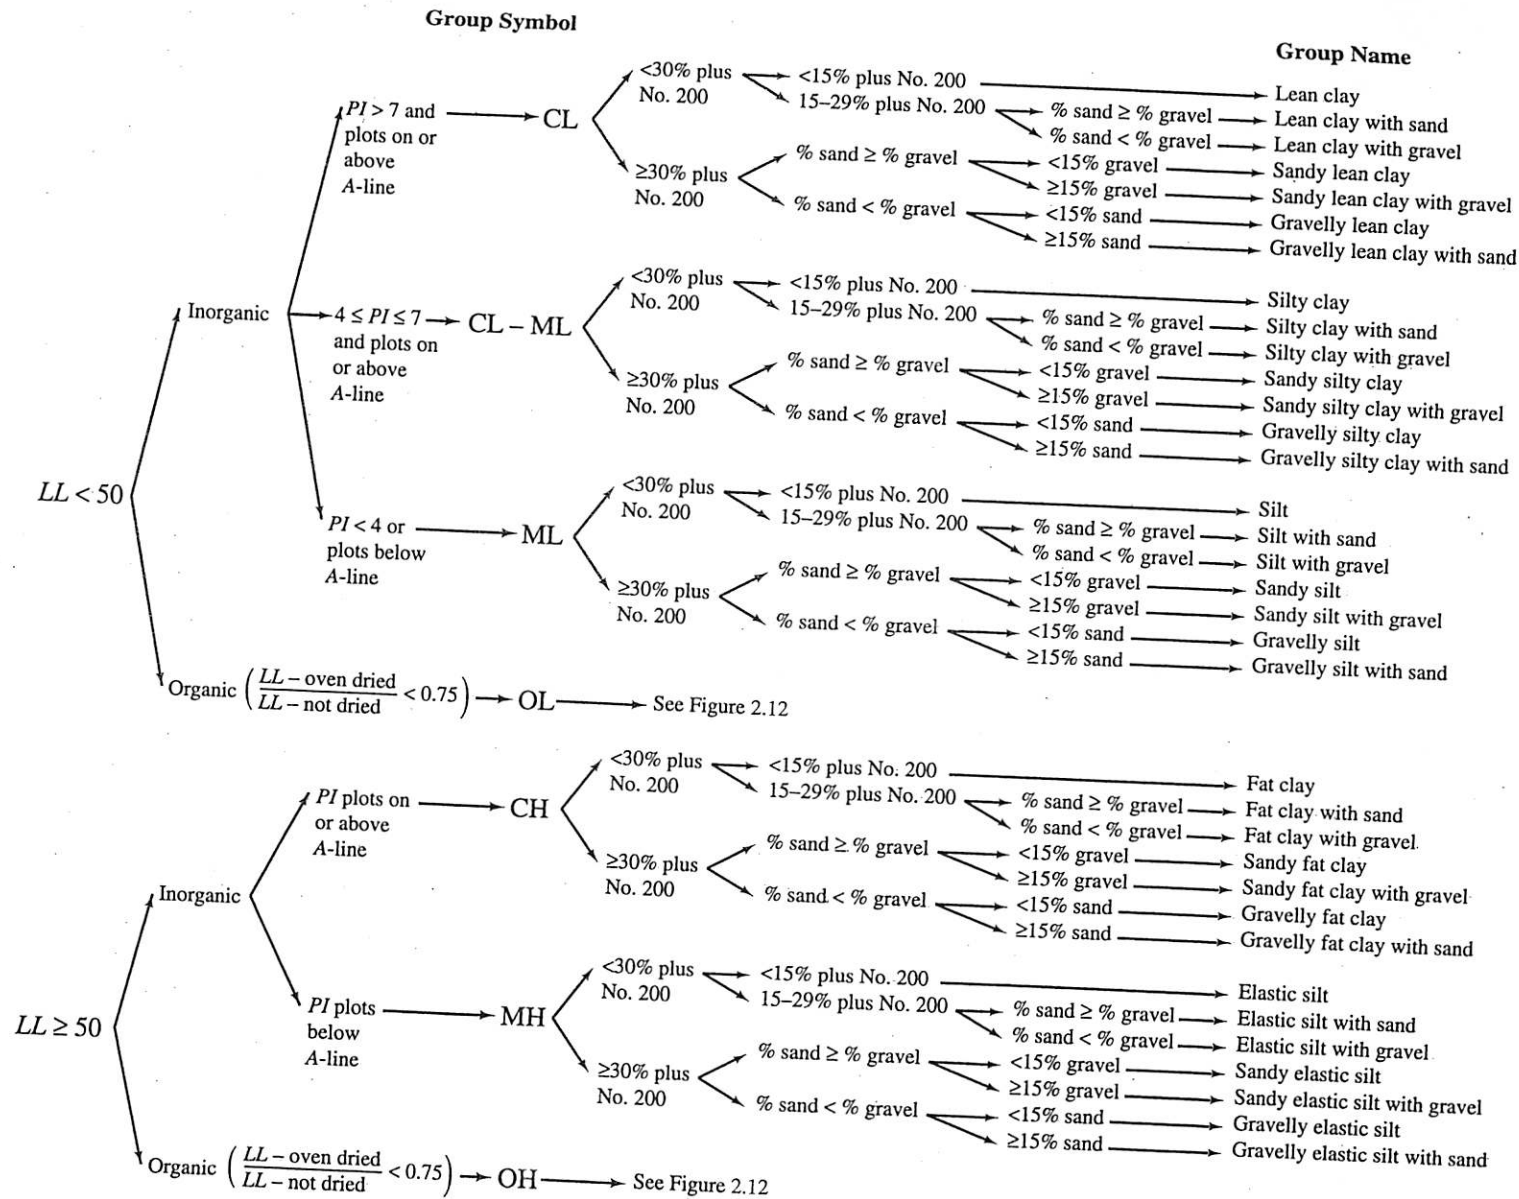 Group Symbol
Group Name
LL < 50
Inorganic
PI > 7 and
plots on or
above
A-line
CL
<30% plus
No. 200
<15% plus No. 200
Lean clay
15–29% plus No. 200
% sand ≥ % gravel
Lean clay with sand
% sand < % gravel
Lean clay with gravel
≥30% plus
No. 200
% sand ≥ % gravel
<15% gravel
Sandy lean clay
≥15% gravel
Sandy lean clay with gravel
% sand < % gravel
<15% sand
Gravelly lean clay
≥15% sand
Gravelly lean clay with sand
4 ≤ PI ≤ 7
and plots on
or above
A-line
CL – ML
<30% plus
No. 200
<15% plus No. 200
Silty clay
15–29% plus No. 200
% sand ≥ % gravel
Silty clay with sand
% sand < % gravel
Silty clay with gravel
≥30% plus
No. 200
% sand ≥ % gravel
<15% gravel
Sandy silty clay
≥15% gravel
Sandy silty clay with gravel
% sand < % gravel
<15% sand
Gravelly silty clay
≥15% sand
Gravelly silty clay with sand
PI < 4 or
plots below
A-line
ML
<30% plus
No. 200
<15% plus No. 200
Silt
15–29% plus No. 200
% sand ≥ % gravel
Silt with sand
% sand < % gravel
Silt with gravel
≥30% plus
No. 200
% sand ≥ % gravel
<15% gravel
Sandy silt
≥15% gravel
Sandy silt with gravel
% sand < % gravel
<15% sand
Gravelly silt
≥15% sand
Gravelly silt with sand
Organic (LL – oven dried / LL – not dried < 0.75)
OL
See Figure 2.12
LL ≥ 50
Inorganic
PI plots on
or above
A-line
CH
<30% plus
No. 200
<15% plus No. 200
Fat clay
15–29% plus No. 200
% sand ≥ % gravel
Fat clay with sand
% sand < % gravel
Fat clay with gravel
≥30% plus
No. 200
% sand ≥ % gravel
<15% gravel
Sandy fat clay
≥15% gravel
Sandy fat clay with gravel
% sand < % gravel
<15% sand
Gravelly fat clay
≥15% sand
Gravelly fat clay with sand
PI plots
below
A-line
MH
<30% plus
No. 200
<15% plus No. 200
Elastic silt
15–29% plus No. 200
% sand ≥ % gravel
Elastic silt with sand
% sand < % gravel
Elastic silt with gravel
≥30% plus
No. 200
% sand ≥ % gravel
<15% gravel
Sandy elastic silt
≥15% gravel
Sandy elastic silt with gravel
% sand < % gravel
<15% sand
Gravelly elastic silt
≥15% sand
Gravelly elastic silt with sand
Organic (LL – oven dried / LL – not dried < 0.75)
OH
See Figure 2.12